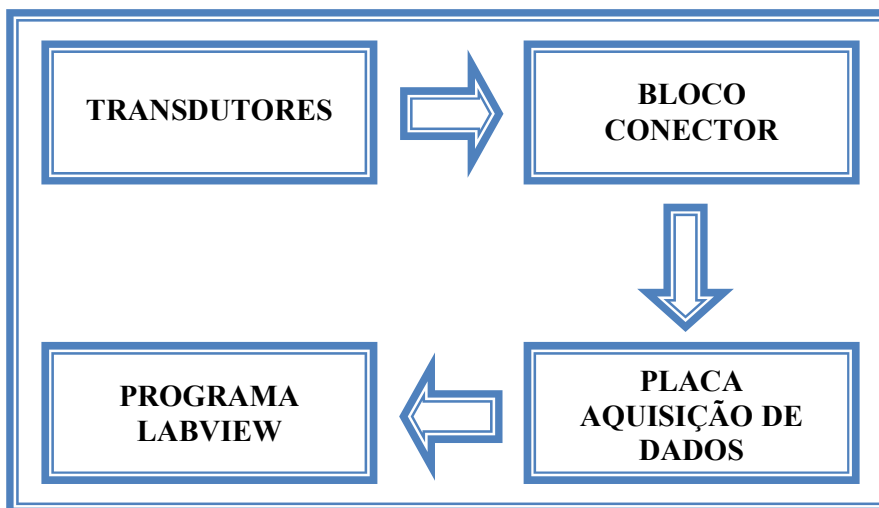 TRANSDUTORES
BLOCO
CONECTOR
PLACA
AQUISIÇÃO DE
DADOS
PROGRAMA
LABVIEW